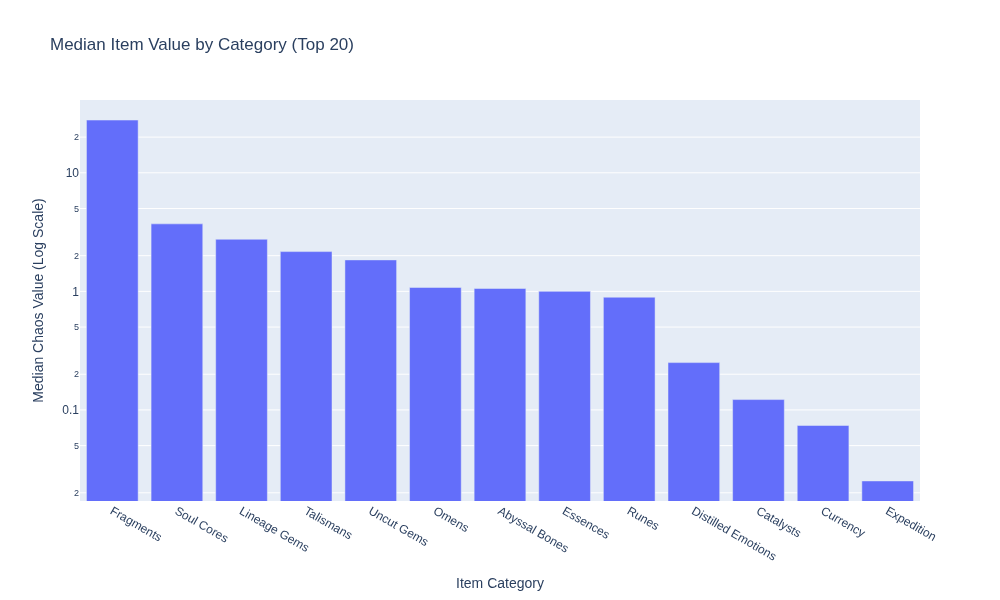 Median Item Value by Category (Top 20)
Median Chaos Value (Log Scale)
2
10
5
2
1
5
2
0.1
5
2
Fragments
Soul Cores
Lineage Gems
Talismans
Uncut Gems
Omens
Abyssal Bones
Essences
Runes
Distilled Emotions
Catalysts
Currency
Expedition
Item Category